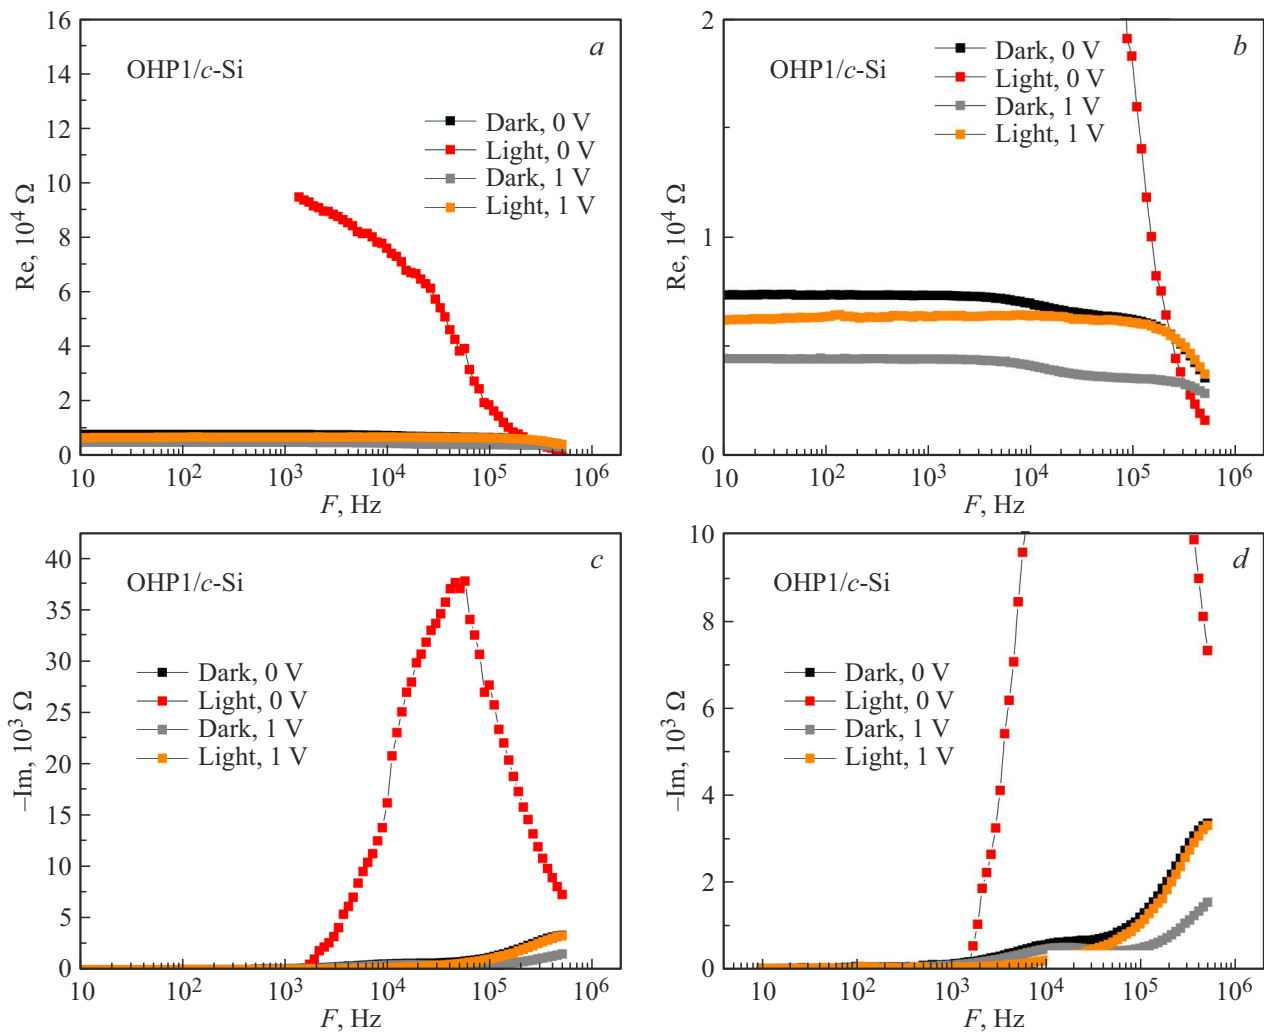 16
14
12
10
8
6
4
2
0
Re, 10⁴ Ω
OHP1/c-Si
a
Dark, 0 V
Light, 0 V
Dark, 1 V
Light, 1 V
10 10² 10³ 10⁴ 10⁵ 10⁶
F, Hz
2
1
0
Re, 10⁴ Ω
OHP1/c-Si
b
Dark, 0 V
Light, 0 V
Dark, 1 V
Light, 1 V
10 10² 10³ 10⁴ 10⁵ 10⁶
F, Hz
40
35
30
25
20
15
10
5
0
–Im, 10³ Ω
OHP1/c-Si
c
Dark, 0 V
Light, 0 V
Dark, 1 V
Light, 1 V
10 10² 10³ 10⁴ 10⁵ 10⁶
F, Hz
10
8
6
4
2
0
–Im, 10³ Ω
OHP1/c-Si
d
Dark, 0 V
Light, 0 V
Dark, 1 V
Light, 1 V
10 10² 10³ 10⁴ 10⁵ 10⁶
F, Hz